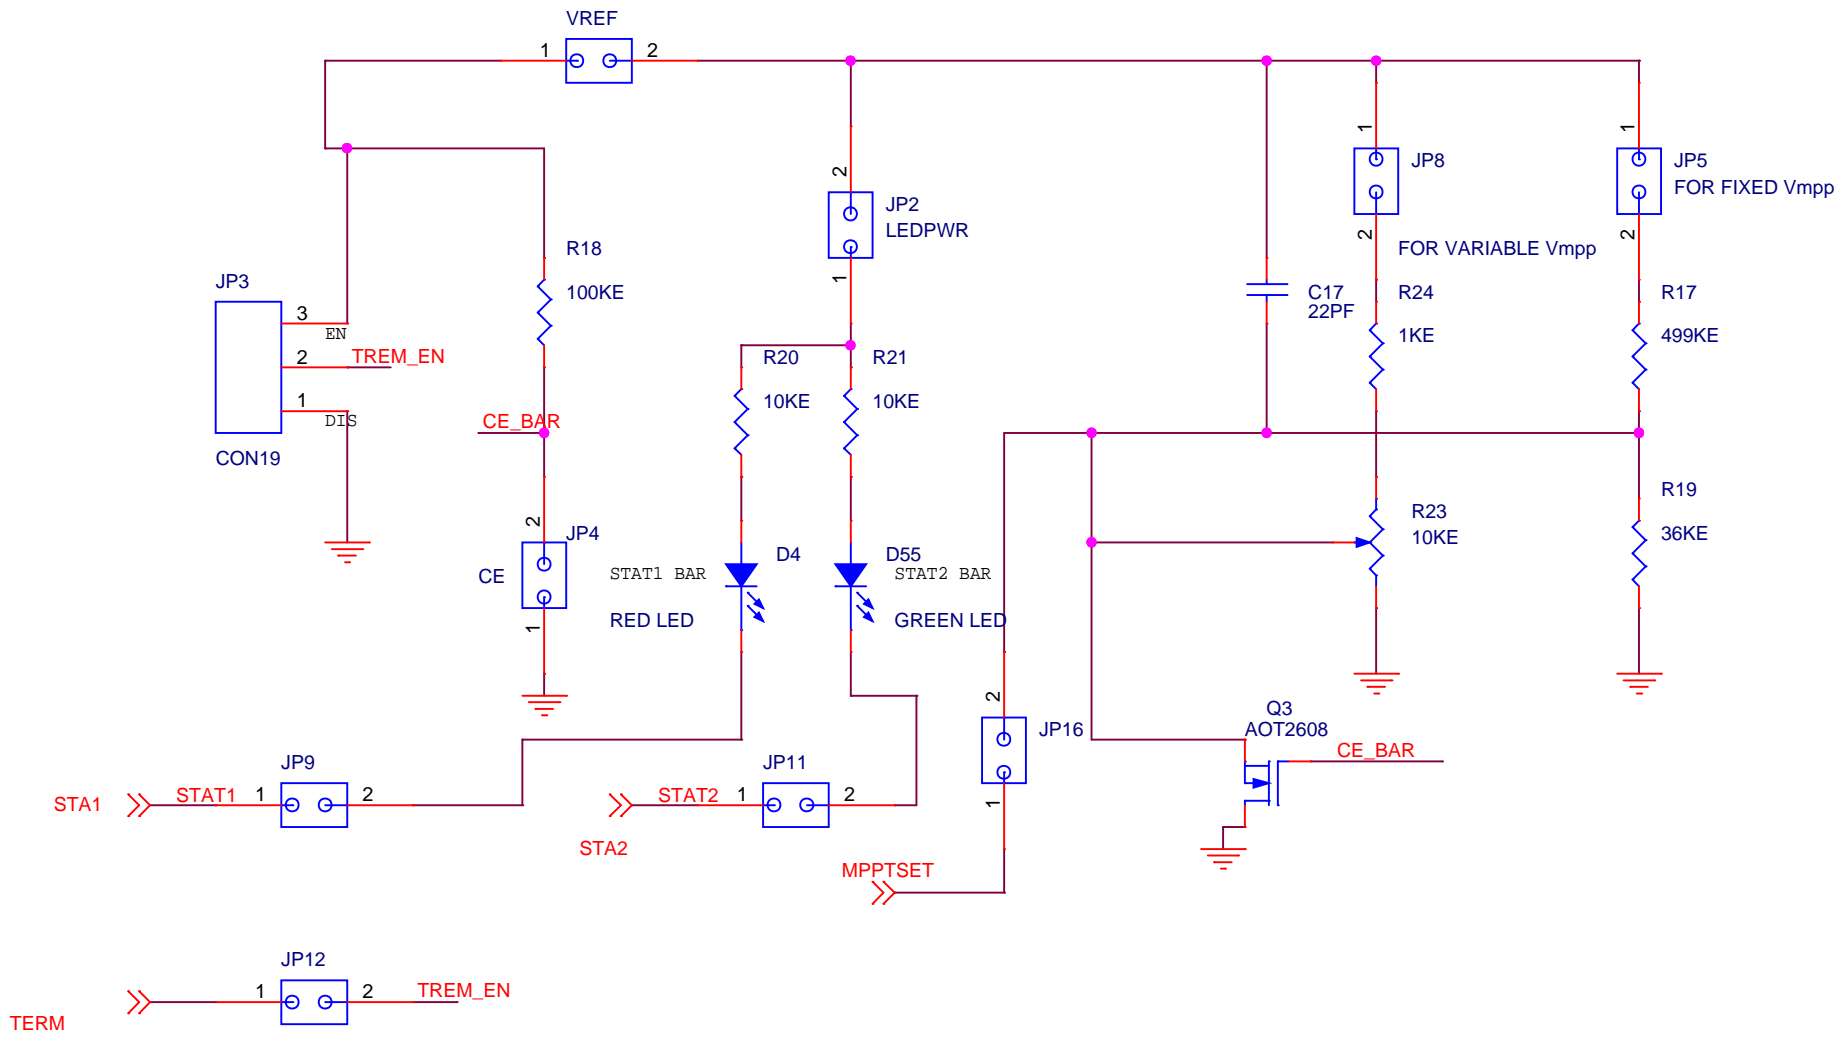 VREF
1
2
1
JP8
1
JP5
FOR FIXED Vmpp
2
JP2
LEDPWR
2
FOR VARIABLE Vmpp
2
R18
100KE
1
JP3
3
EN
2
TREM_EN
1
DIS
CON19
C17
22PF
R24
1KE
R17
499KE
R20
10KE
R21
10KE
CE_BAR
R19
36KE
R23
10KE
2
JP4
CE
1
STAT1 BAR
D4
RED LED
D55
STAT2 BAR
GREEN LED
2
JP16
1
Q3
AOT2608
CE_BAR
JP9
STA1
STAT1
1
2
JP11
STAT2
1
2
STA2
MPPTSET
JP12
1
2
TREM_EN
TERM